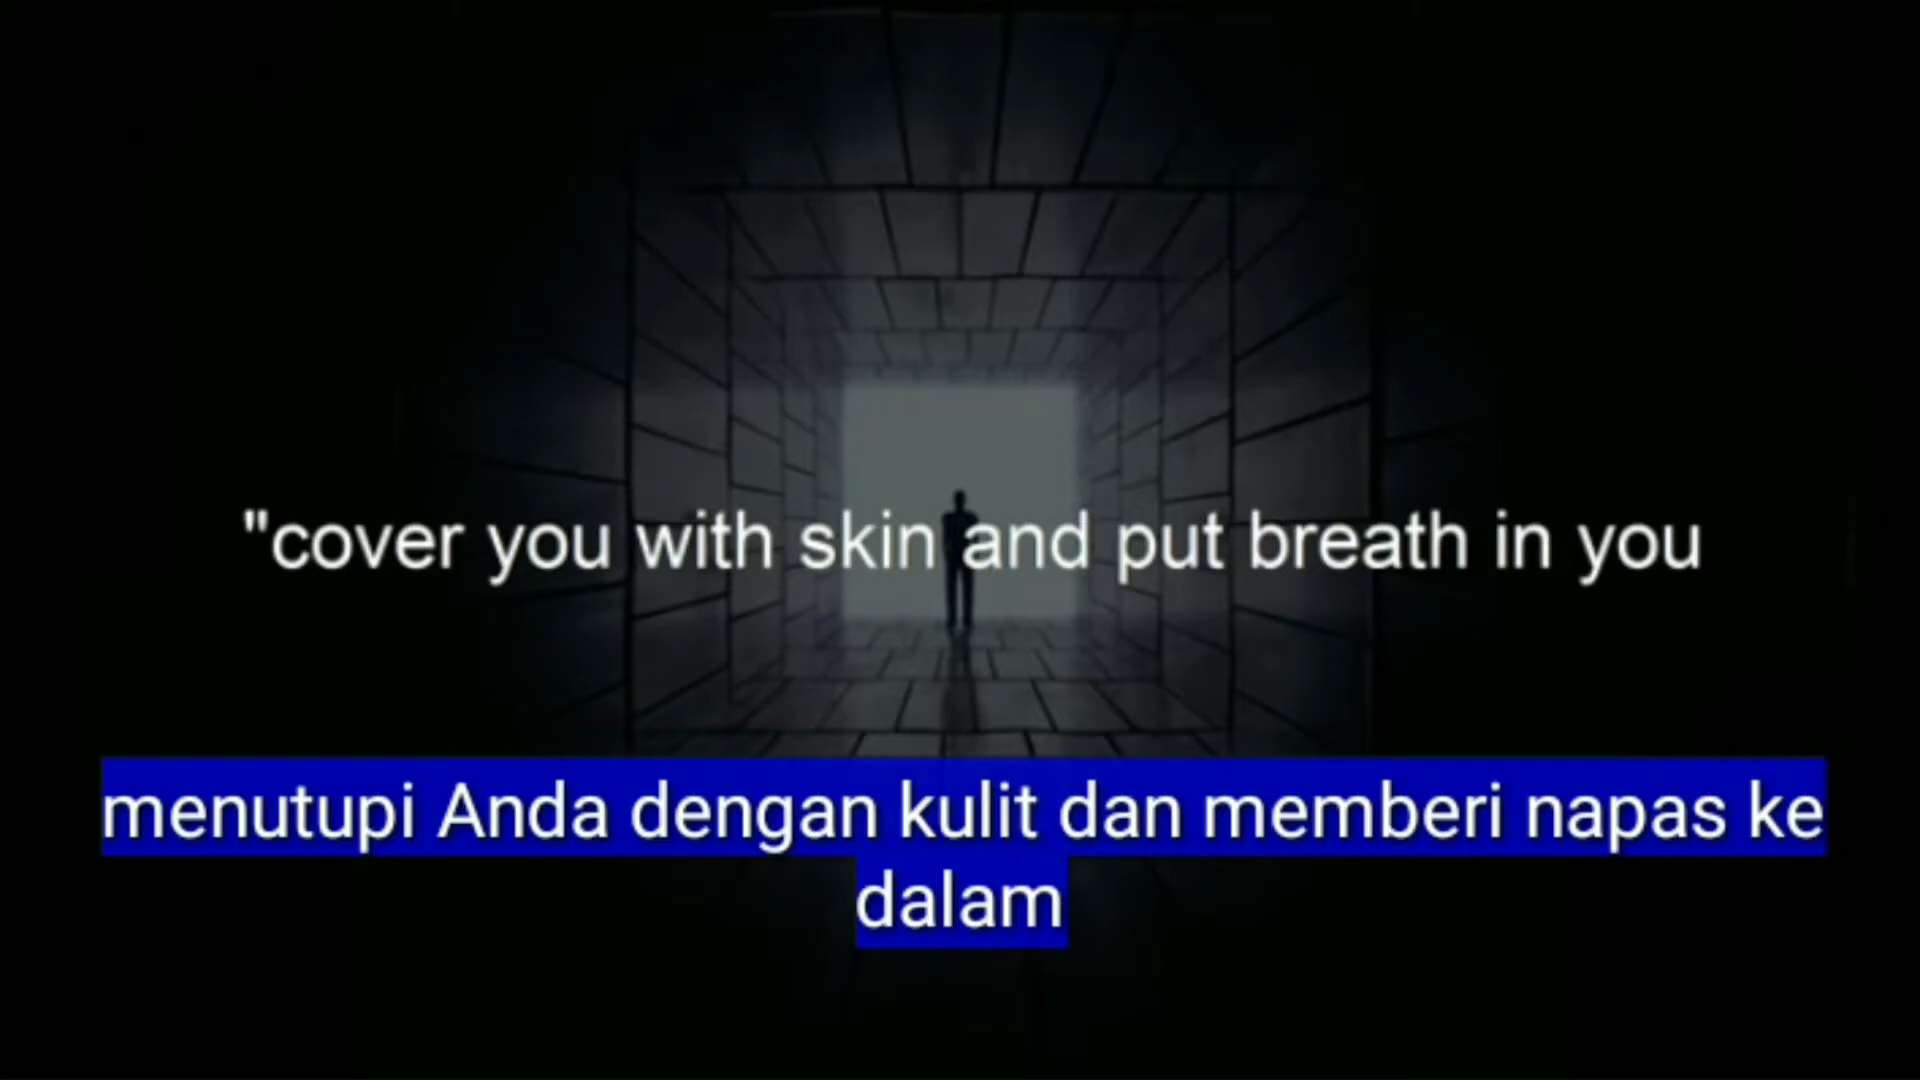 "cover you with skin and put breath in you
menutupi Anda dengan kulit dan memberi napas ke
dalam